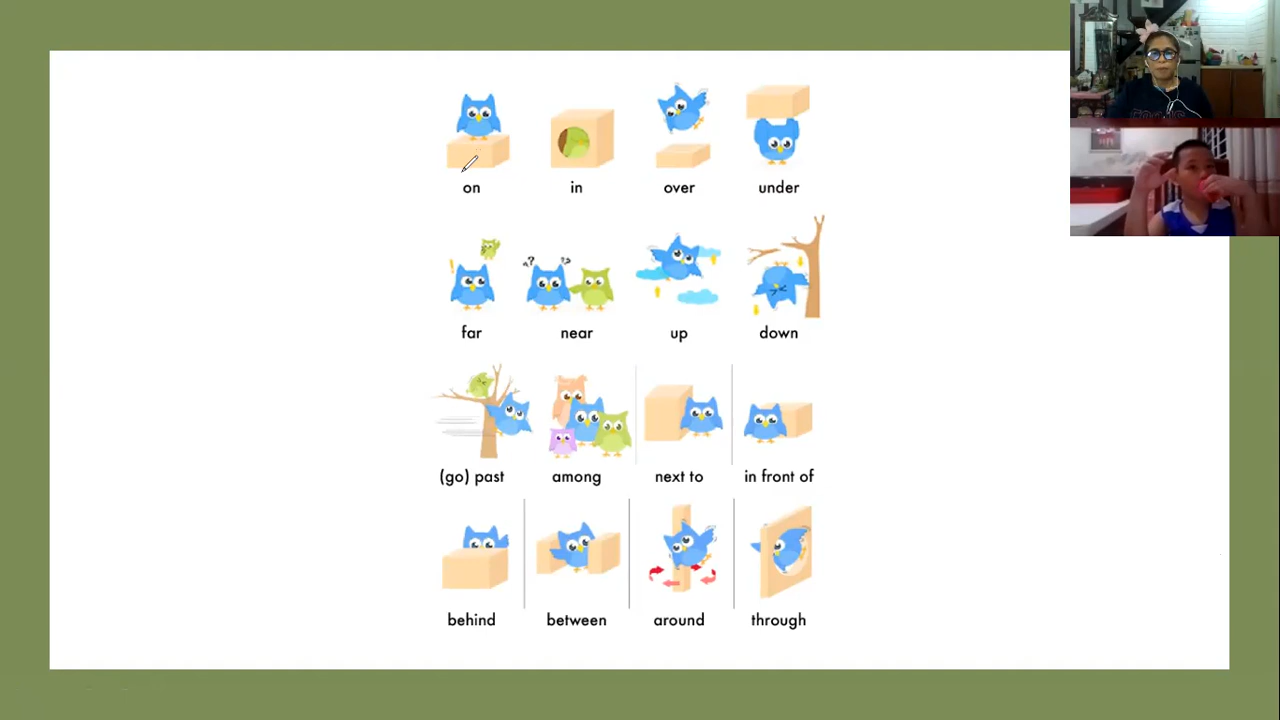 on in over under
far near up down
(go) past among next to in front of
behind between around through